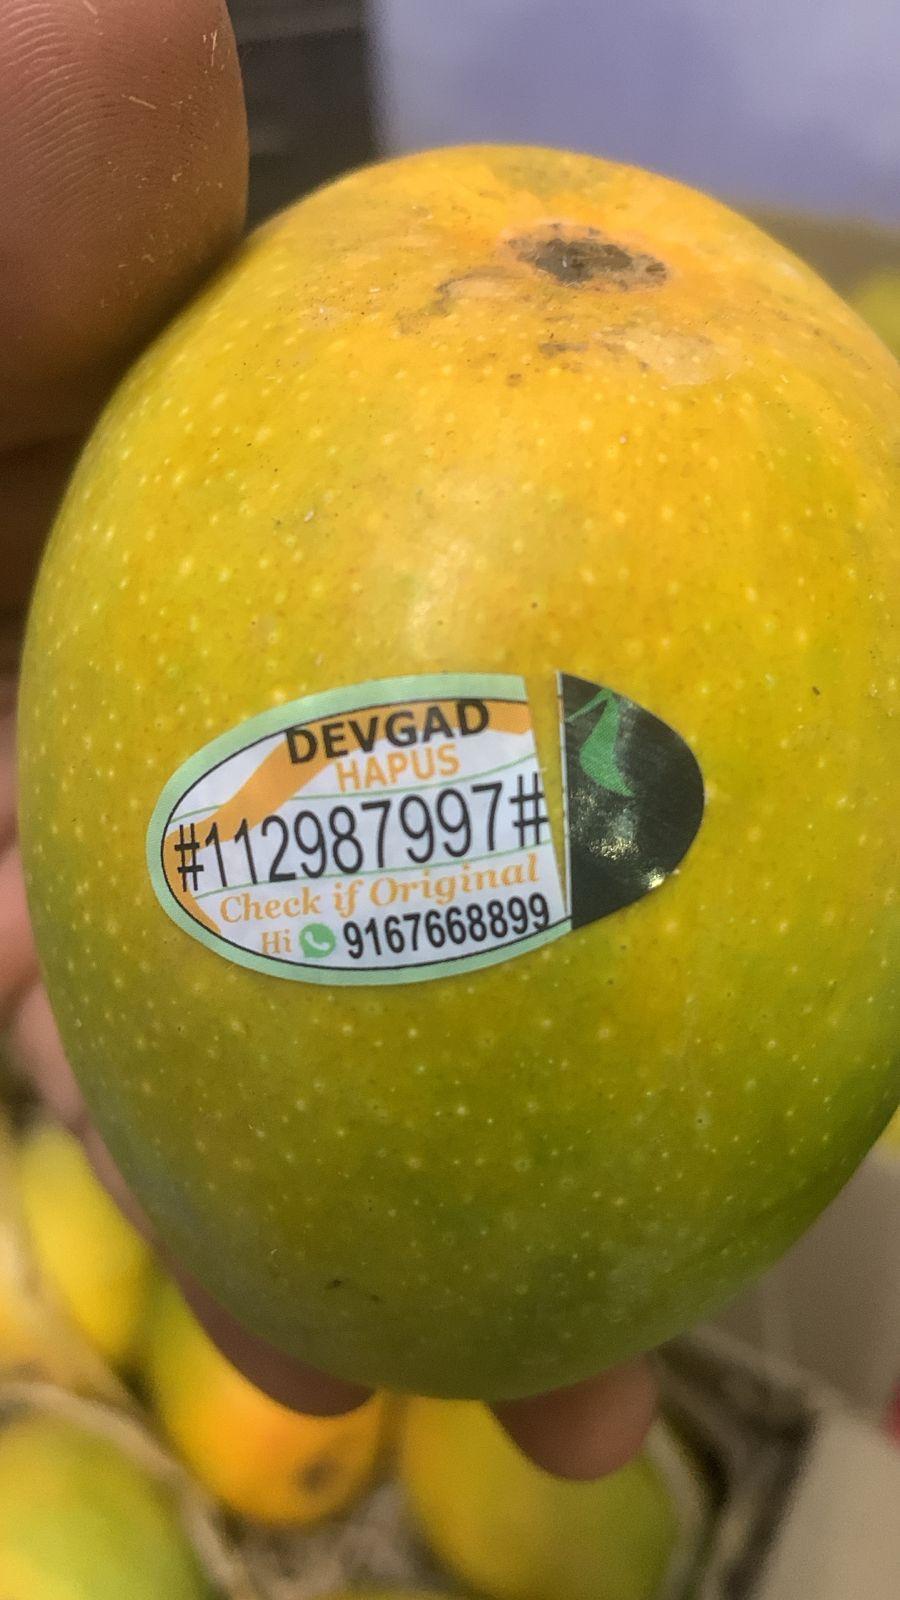 DEVGAD
HAPUS
#112987997#
Check if Original
Hi 9167668899